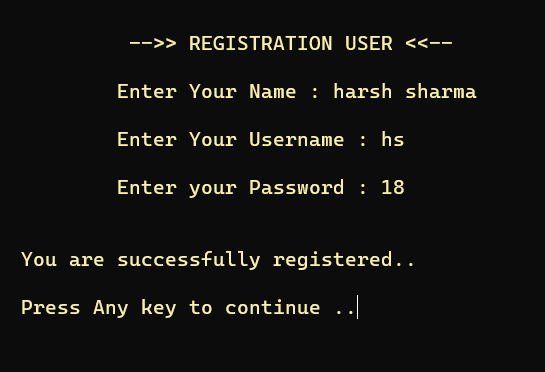 -->> REGISTRATION USER <<--
Enter Your Name : harsh sharma
Enter Your Username : hs
Enter your Password : 18
You are successfully registered..
Press Any key to continue ..